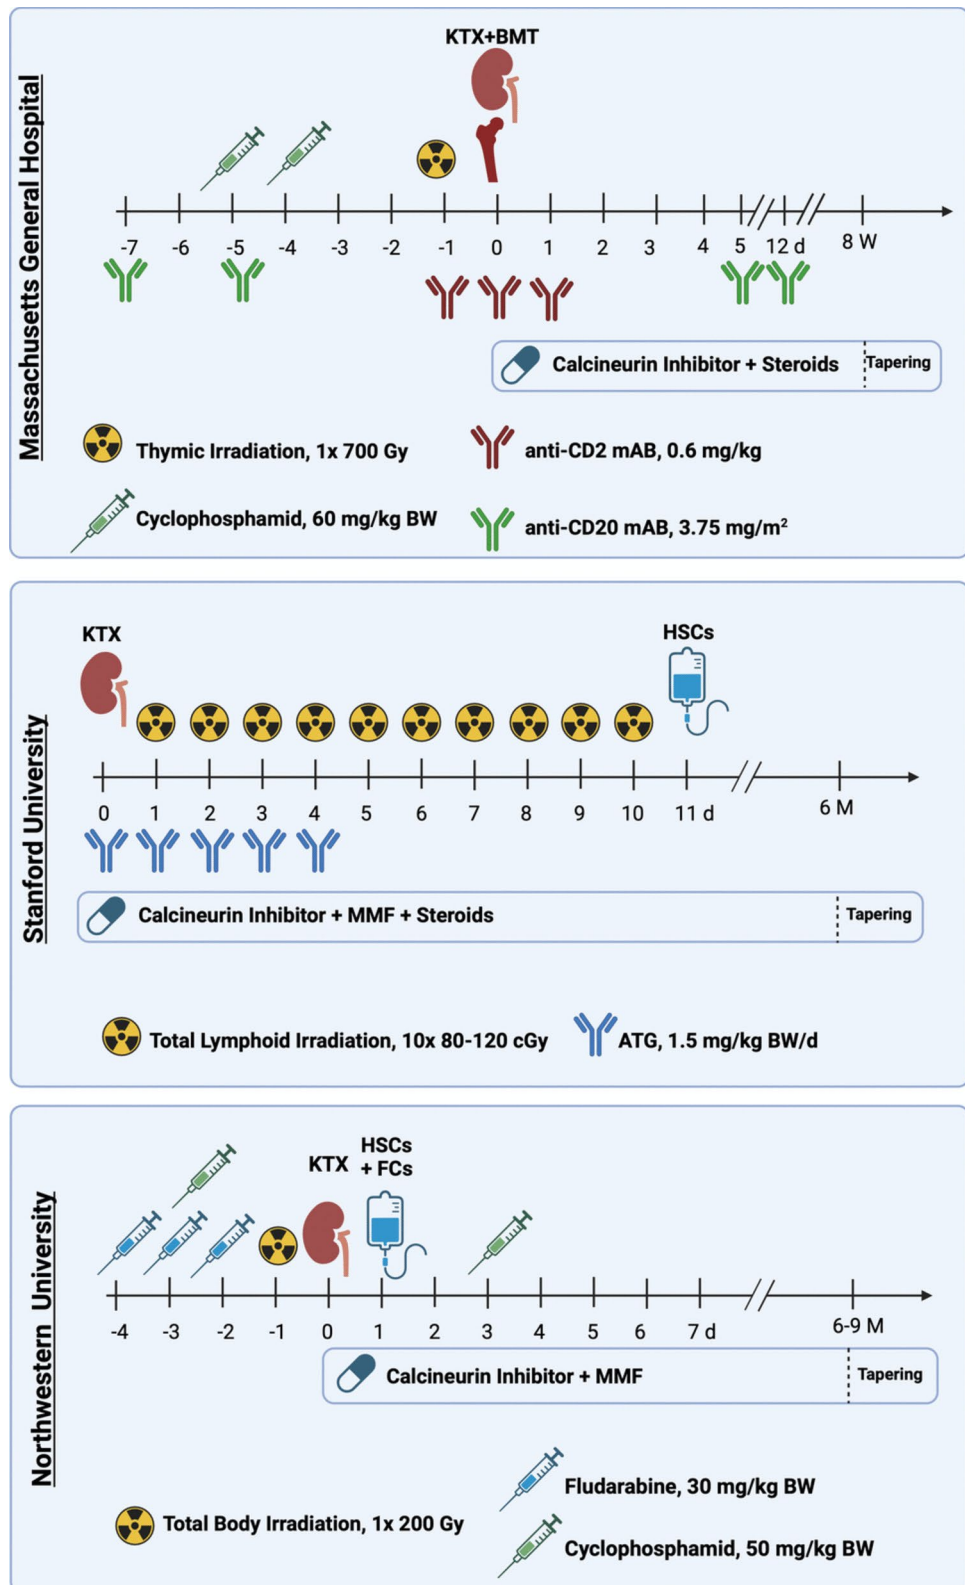 Massachusetts General Hospital
KTX+BMT
-7 -6 -5 -4 -3 -2 -1 0 1 2 3 4 5 12 d 8 W
Calcineurin Inhibitor + Steroids Tapering
Thymic Irradiation, 1x 700 Gy
anti-CD2 mAB, 0.6 mg/kg
Cyclophosphamid, 60 mg/kg BW
anti-CD20 mAB, 3.75 mg/m²
Stanford University
KTX
HSCs
0 1 2 3 4 5 6 7 8 9 10 11 d 6 M
Calcineurin Inhibitor + MMF + Steroids Tapering
Total Lymphoid Irradiation, 10x 80-120 cGy
ATG, 1.5 mg/kg BW/d
Northwestern University
KTX
HSCs
+ FCs
-4 -3 -2 -1 0 1 2 3 4 5 6 7 d 6-9 M
Calcineurin Inhibitor + MMF Tapering
Fludarabine, 30 mg/kg BW
Total Body Irradiation, 1x 200 Gy
Cyclophosphamid, 50 mg/kg BW